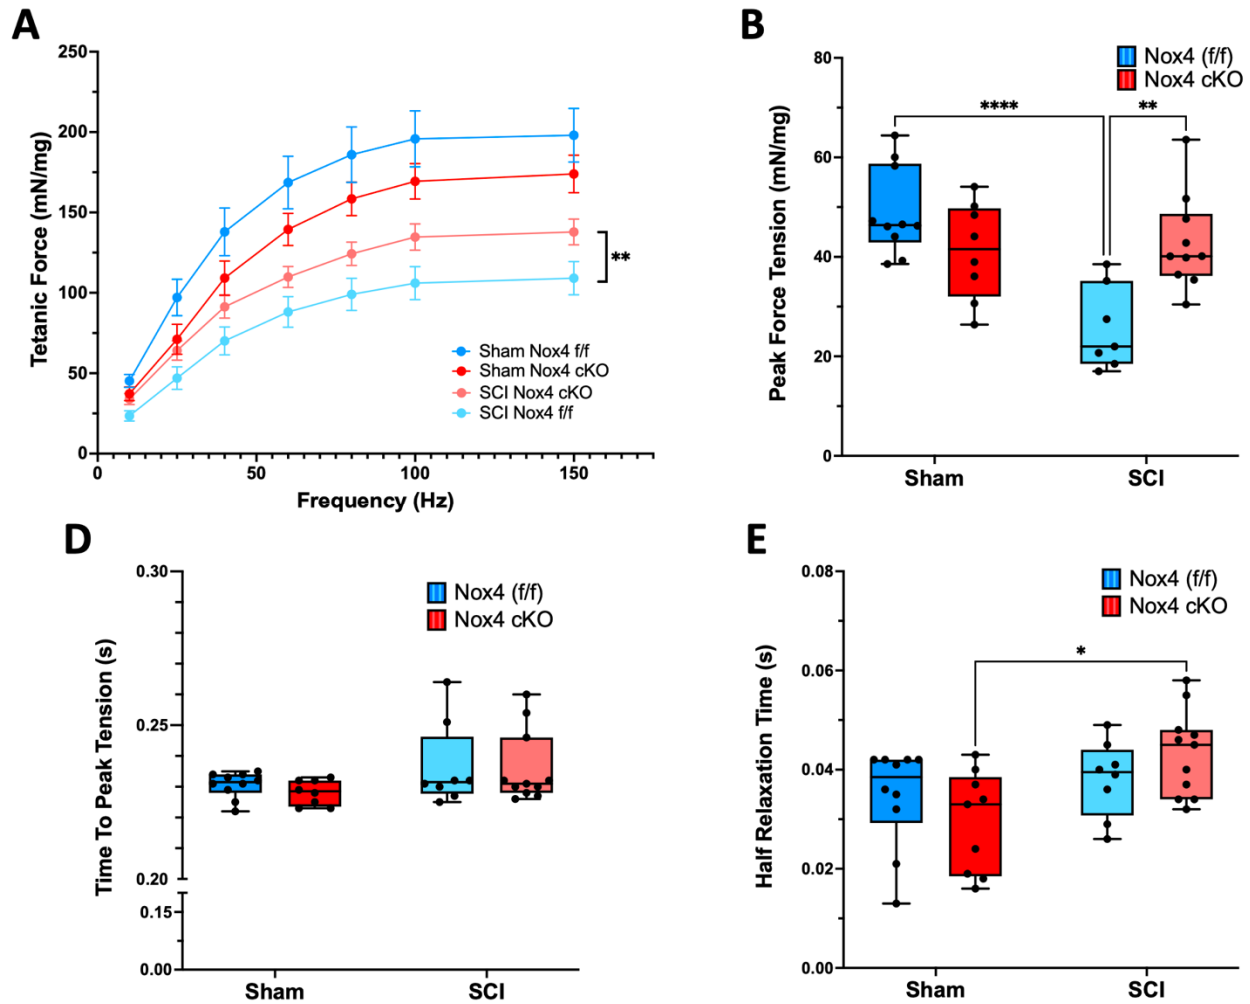 A
250
200
150
100
50
0
Tetanic Force (mN/mg)
**
Sham Nox4 f/f
Sham Nox4 cKO
SCI Nox4 cKO
SCI Nox4 f/f
0 50 100 150
Frequency (Hz)
B
80
60
40
20
0
Peak Force Tension (mN/mg)
Nox4 (f/f)
Nox4 cKO
**** **
Sham SCI
D
0.30
0.25
0.20
0.15
0.00
Time To Peak Tension (s)
Nox4 (f/f)
Nox4 cKO
Sham SCI
E
0.08
0.06
0.04
0.02
0.00
Half Relaxation Time (s)
Nox4 (f/f)
Nox4 cKO
*
Sham SCI